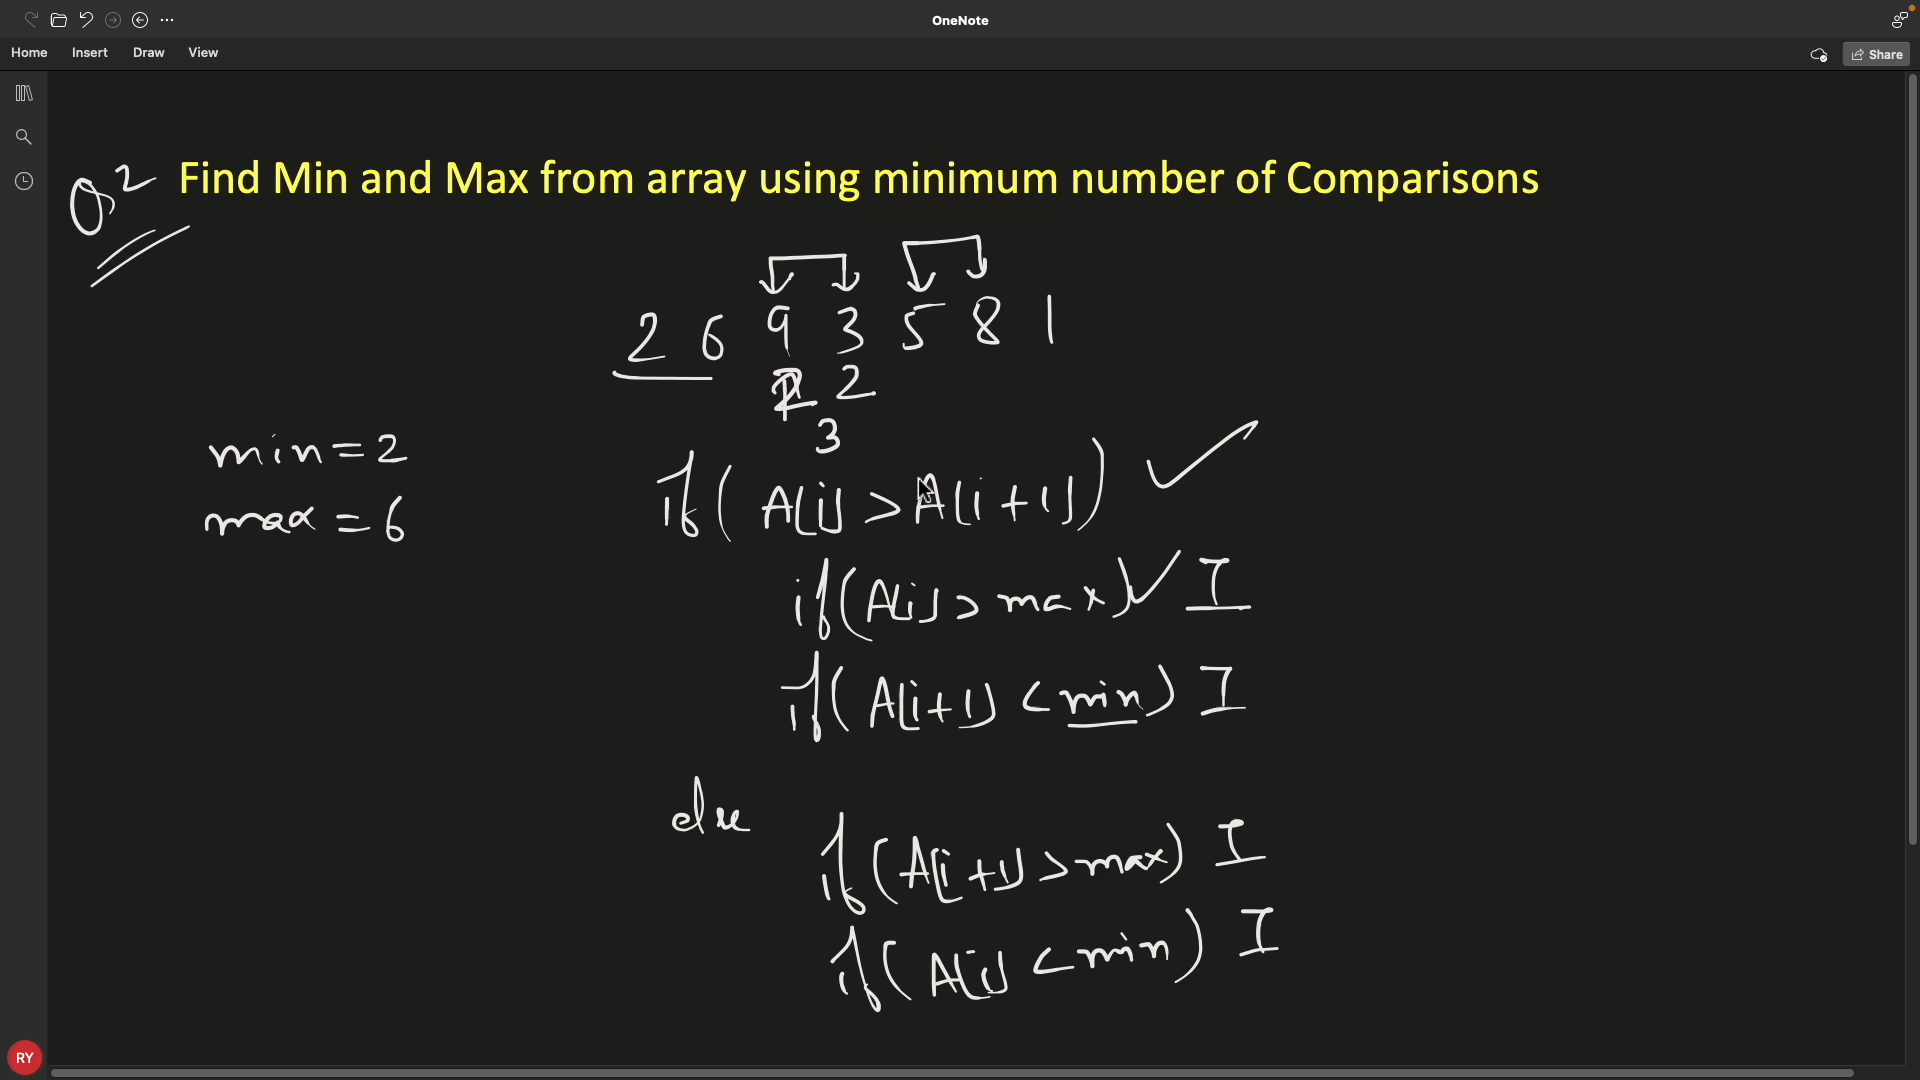 OneNote
Home Insert Draw View
Share
Q2 Find Min and Max from array using minimum number of Comparisons
2 6 9 3 5 8 1
2
3
min = 2
max = 6
if ( A[i] > A[i+1] )
if ( A[i] > max ) I
if ( A[i+1] < min ) I
else
if ( A[i+1] > max ) I
if ( A[i] < min ) I
RY